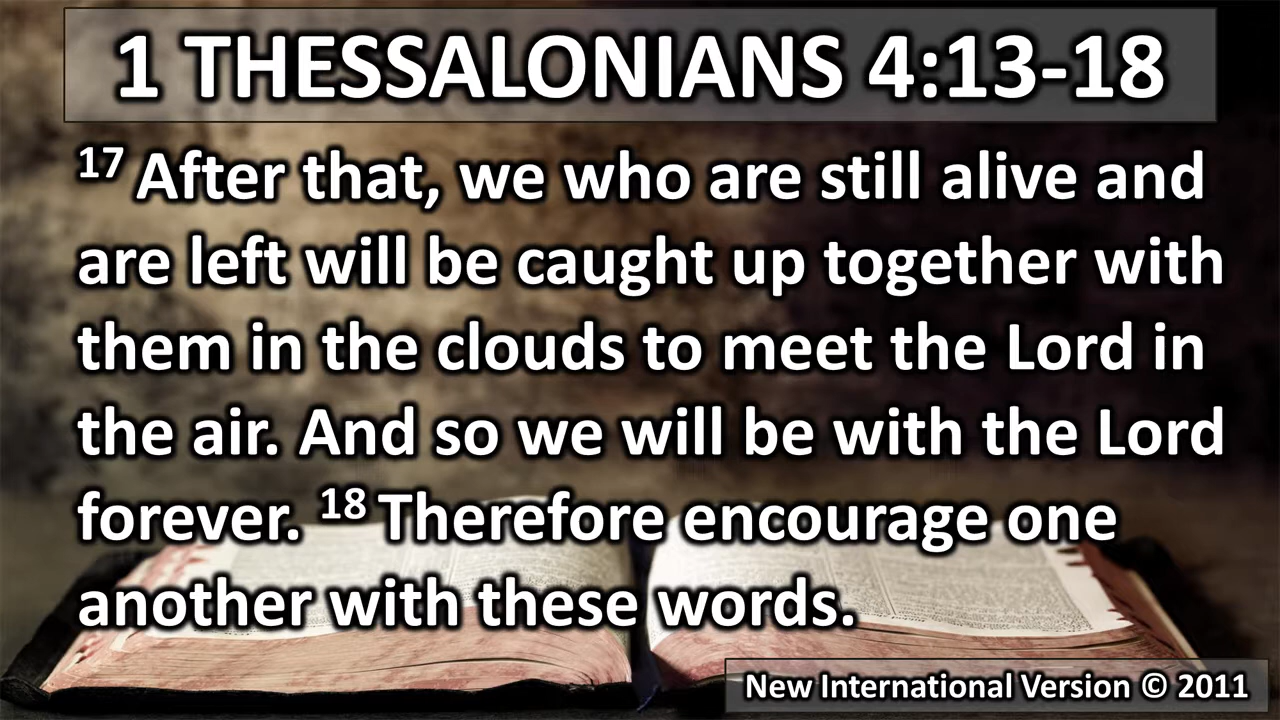 1 THESSALONIANS 4:13-18
17 After that, we who are still alive and
are left will be caught up together with
them in the clouds to meet the Lord in
the air. And so we will be with the Lord
forever. 18 Therefore encourage one
another with these words.
New International Version © 2011